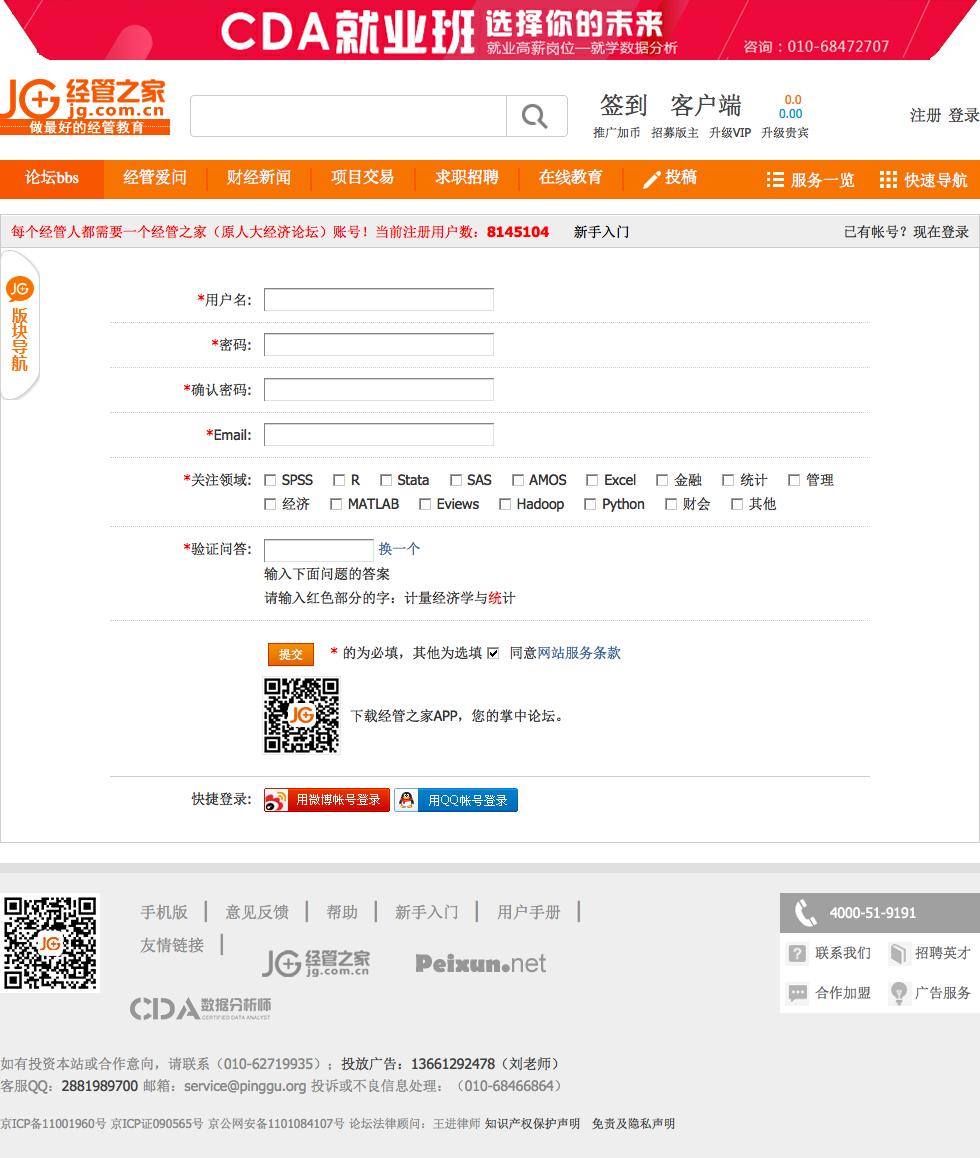 CDA就业班 选择你的未来
就业高薪岗位—就学数据分析
咨询：010-68472707
JG 经管之家
jg.com.cn
做最好的经管教育
签到 客户端 0.0
0.00
推广加币 招募版主 升级VIP 升级贵宾
注册 登录
论坛bbs 经管爱问 财经新闻 项目交易 求职招聘 在线教育 投稿 服务一览 快速导航
每个经管人都需要一个经管之家（原人大经济论坛）账号！当前注册用户数：8145104 新手入门 已有帐号？现在登录
JG
版块导航
*用户名:
*密码:
*确认密码:
*Email:
*关注领域: SPSS R Stata SAS AMOS Excel 金融 统计 管理
经济 MATLAB Eviews Hadoop Python 财会 其他
*验证问答: 换一个
输入下面问题的答案
请输入红色部分的字：计量经济学与统计
提交 * 的为必填，其他为选填 同意网站服务条款
JG
下载经管之家APP，您的掌中论坛。
快捷登录: 用微博帐号登录 用QQ帐号登录
JG
手机版 | 意见反馈 | 帮助 | 新手入门 | 用户手册 |
友情链接 |
JG 经管之家
jg.com.cn
Peixun.net
CDA 数据分析师
CERTIFIED DATA ANALYST
4000-51-9191
联系我们 招聘英才
合作加盟 广告服务
如有投资本站或合作意向，请联系（010-62719935）；投放广告：13661292478（刘老师）
客服QQ：2881989700 邮箱：service@pinggu.org 投诉或不良信息处理：（010-68466864）
京ICP备11001960号 京ICP证090565号 京公网安备1101084107号 论坛法律顾问：王进律师 知识产权保护声明 免责及隐私声明